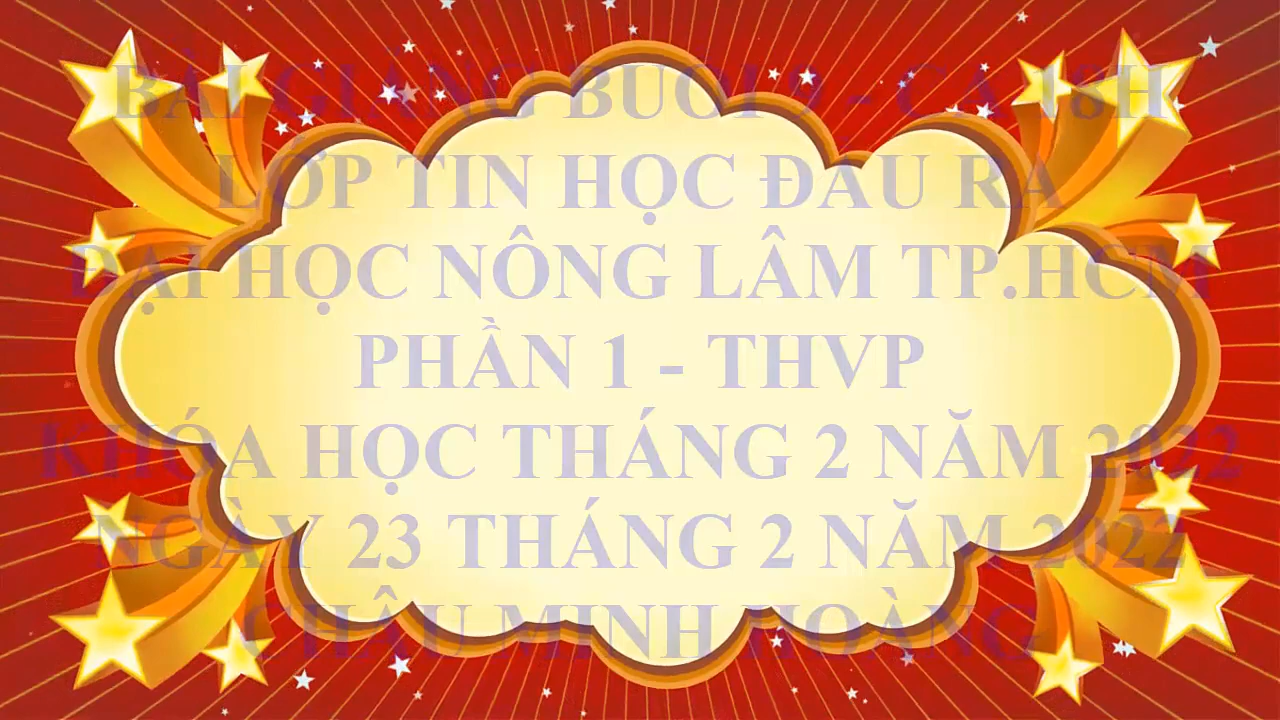 BÀI GIẢNG BUỔI 9 - CA 18H
LỚP TIN HỌC ĐẦU RA
ĐẠI HỌC NÔNG LÂM TP.HCM
PHẦN 1 - THVP
KHÓA HỌC THÁNG 2 NĂM 2022
NGÀY 23 THÁNG 2 NĂM 2022
CHÂU MINH HOÀNG